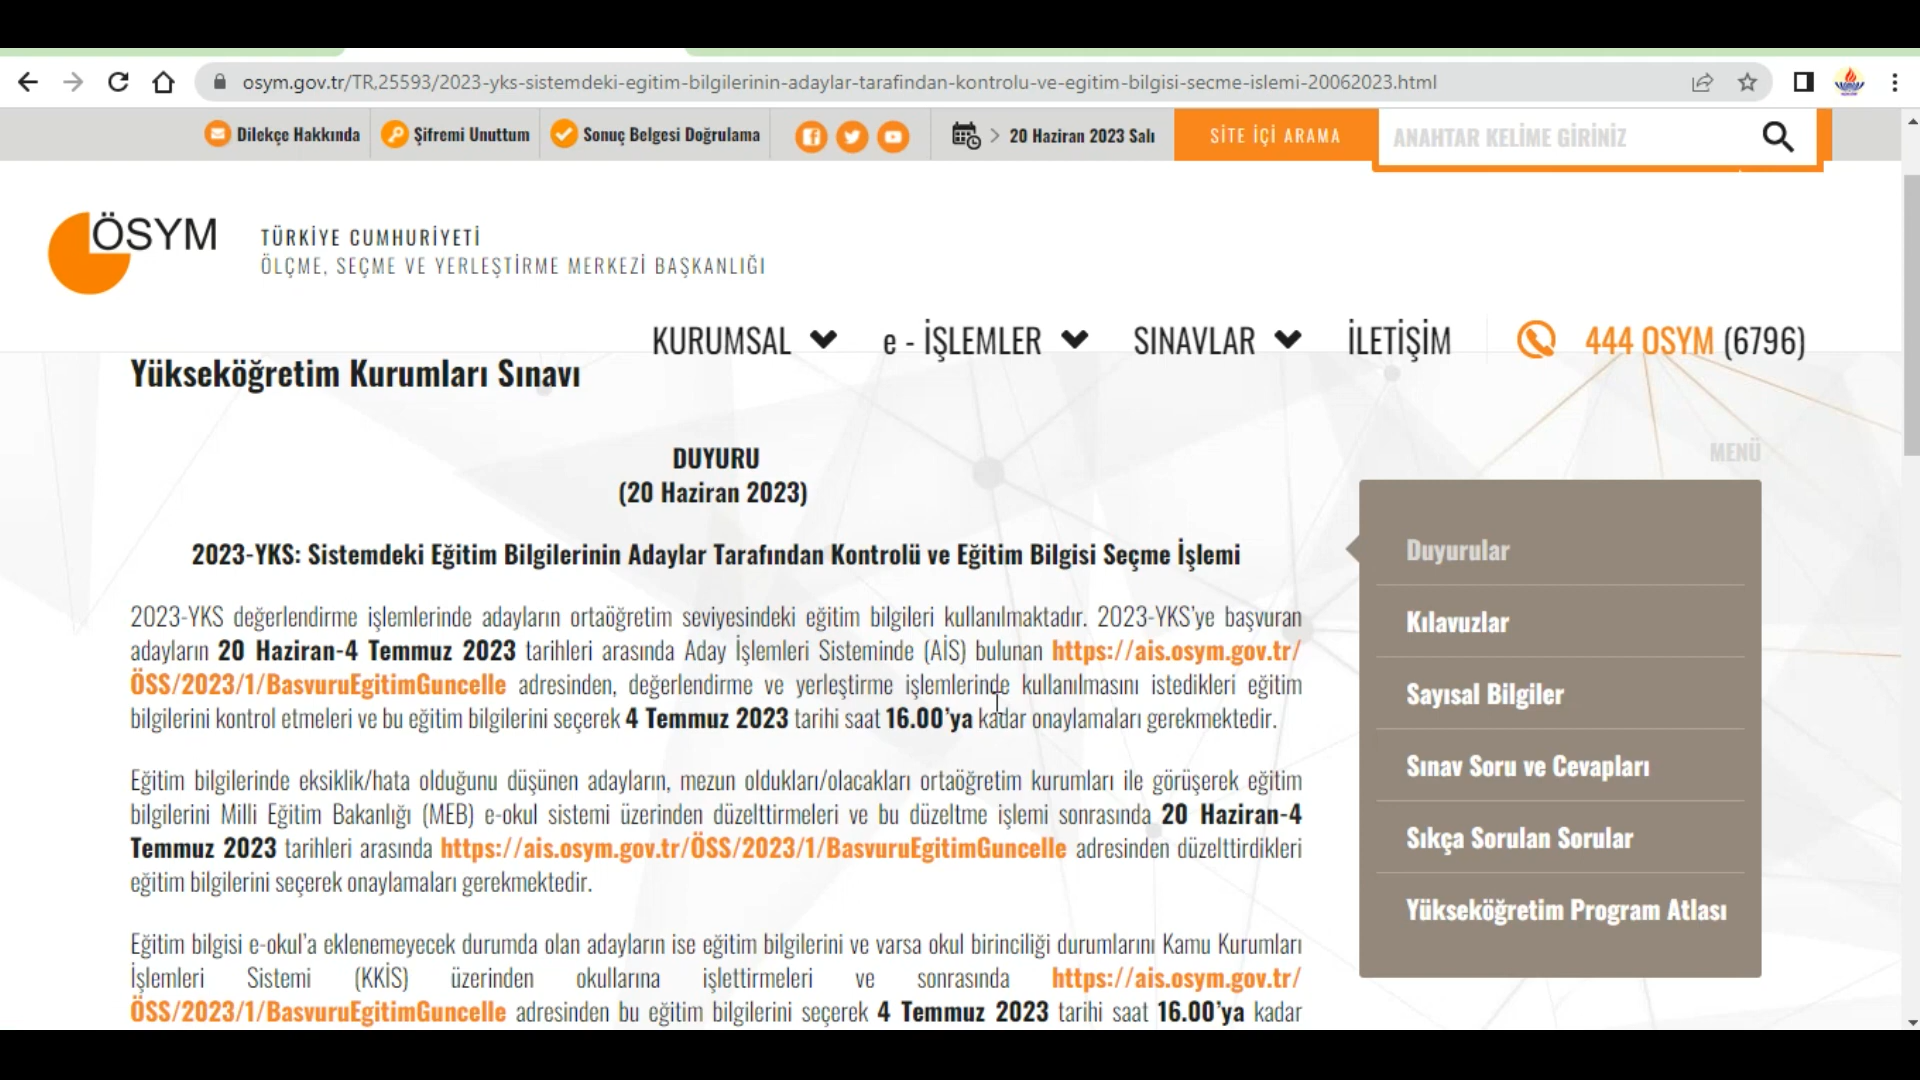 osym.gov.tr/TR,25593/2023-yks-sistemdeki-egitim-bilgilerinin-adaylar-tarafindan-kontrolu-ve-egitim-bilgisi-secme-islemi-20062023.html
Dilekçe Hakkında Şifremi Unuttum Sonuç Belgesi Doğrulama > 20 Haziran 2023 Salı SİTE İÇİ ARAMA ANAHTAR KELİME GİRİNİZ
ÖSYM
TÜRKİYE CUMHURİYETİ
ÖLÇME, SEÇME VE YERLEŞTİRME MERKEZİ BAŞKANLIĞI
KURUMSAL e - İŞLEMLER SINAVLAR İLETİŞİM 444 OSYM (6796)
Yükseköğretim Kurumları Sınavı
DUYURU
(20 Haziran 2023)
2023-YKS: Sistemdeki Eğitim Bilgilerinin Adaylar Tarafından Kontrolü ve Eğitim Bilgisi Seçme İşlemi
2023-YKS değerlendirme işlemlerinde adayların ortaöğretim seviyesindeki eğitim bilgileri kullanılmaktadır. 2023-YKS'ye başvuran
adayların 20 Haziran-4 Temmuz 2023 tarihleri arasında Aday İşlemleri Sisteminde (AİS) bulunan https://ais.osym.gov.tr/
ÖSS/2023/1/BasvuruEgitimGuncelle adresinden, değerlendirme ve yerleştirme işlemlerinde kullanılmasını istedikleri eğitim
bilgilerini kontrol etmeleri ve bu eğitim bilgilerini seçerek 4 Temmuz 2023 tarihi saat 16.00'ya kadar onaylamaları gerekmektedir.
Eğitim bilgilerinde eksiklik/hata olduğunu düşünen adayların, mezun oldukları/olacakları ortaöğretim kurumları ile görüşerek eğitim
bilgilerini Milli Eğitim Bakanlığı (MEB) e-okul sistemi üzerinden düzelttirmeleri ve bu düzeltme işlemi sonrasında 20 Haziran-4
Temmuz 2023 tarihleri arasında https://ais.osym.gov.tr/ÖSS/2023/1/BasvuruEgitimGuncelle adresinden düzelttirdikleri
eğitim bilgilerini seçerek onaylamaları gerekmektedir.
Eğitim bilgisi e-okul'a eklenemeyecek durumda olan adayların ise eğitim bilgilerini ve varsa okul birinciliği durumlarını Kamu Kurumları
İşlemleri Sistemi (KKİS) üzerinden okullarına işlettirmeleri ve sonrasında https://ais.osym.gov.tr/
ÖSS/2023/1/BasvuruEgitimGuncelle adresinden bu eğitim bilgilerini seçerek 4 Temmuz 2023 tarihi saat 16.00'ya kadar
MENÜ
Duyurular
Kılavuzlar
Sayısal Bilgiler
Sınav Soru ve Cevapları
Sıkça Sorulan Sorular
Yükseköğretim Program Atlası